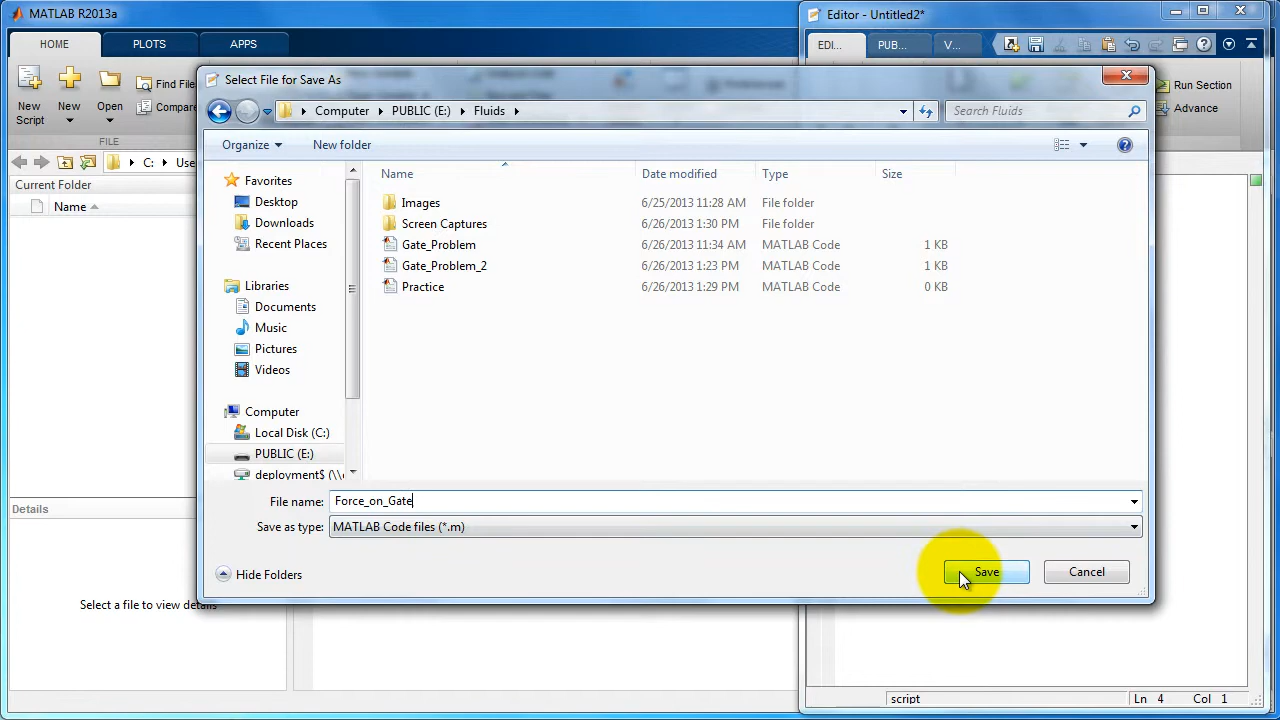 MATLAB R2013a
Editor - Untitled2*
HOME PLOTS APPS
EDI... PUB... V...
New Script
New
Open
Find Files
Compare
FILE
Run Section
Advance
Select File for Save As
Computer PUBLIC (E:) Fluids
Search Fluids
Organize New folder
C: Use
Current Folder
Name
Favorites
Desktop
Downloads
Recent Places
Libraries
Documents
Music
Pictures
Videos
Computer
Local Disk (C:)
PUBLIC (E:)
deployment$ (\\
Name Date modified Type Size
Images 6/25/2013 11:28 AM File folder
Screen Captures 6/26/2013 1:30 PM File folder
Gate_Problem 6/26/2013 11:34 AM MATLAB Code 1 KB
Gate_Problem_2 6/26/2013 1:23 PM MATLAB Code 1 KB
Practice 6/26/2013 1:29 PM MATLAB Code 0 KB
File name: Force_on_Gate
Save as type: MATLAB Code files (*.m)
Hide Folders
Save Cancel
Details
Select a file to view details
script Ln 4 Col 1